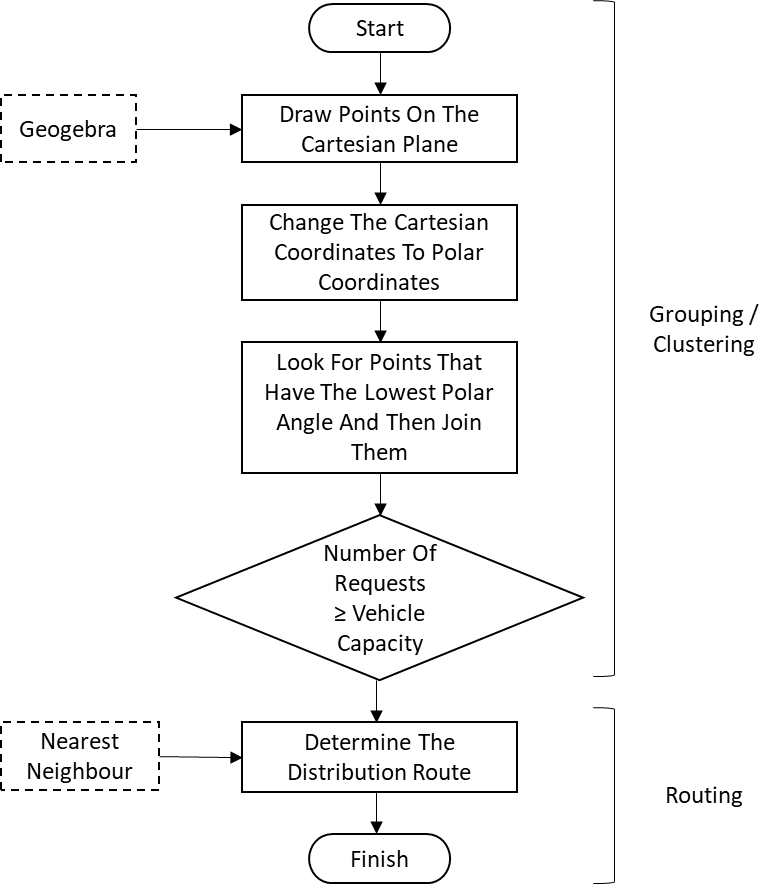 Start
Geogebra
Draw Points On The
Cartesian Plane
Change The Cartesian
Coordinates To Polar
Coordinates
Grouping /
Clustering
Look For Points That
Have The Lowest Polar
Angle And Then Join
Them
Number Of
Requests
≥ Vehicle
Capacity
Nearest
Neighbour
Determine The
Distribution Route
Routing
Finish